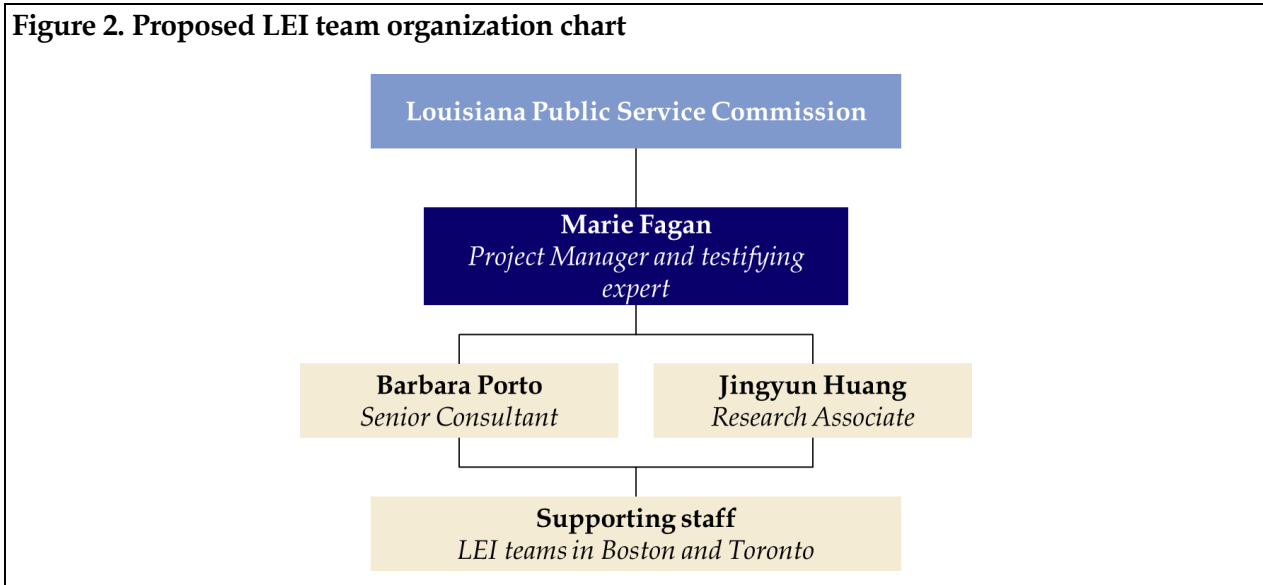 Figure 2. Proposed LEI team organization chart
Louisiana Public Service Commission
Marie Fagan
Project Manager and testifying
expert
Barbara Porto
Senior Consultant
Jingyun Huang
Research Associate
Supporting staff
LEI teams in Boston and Toronto